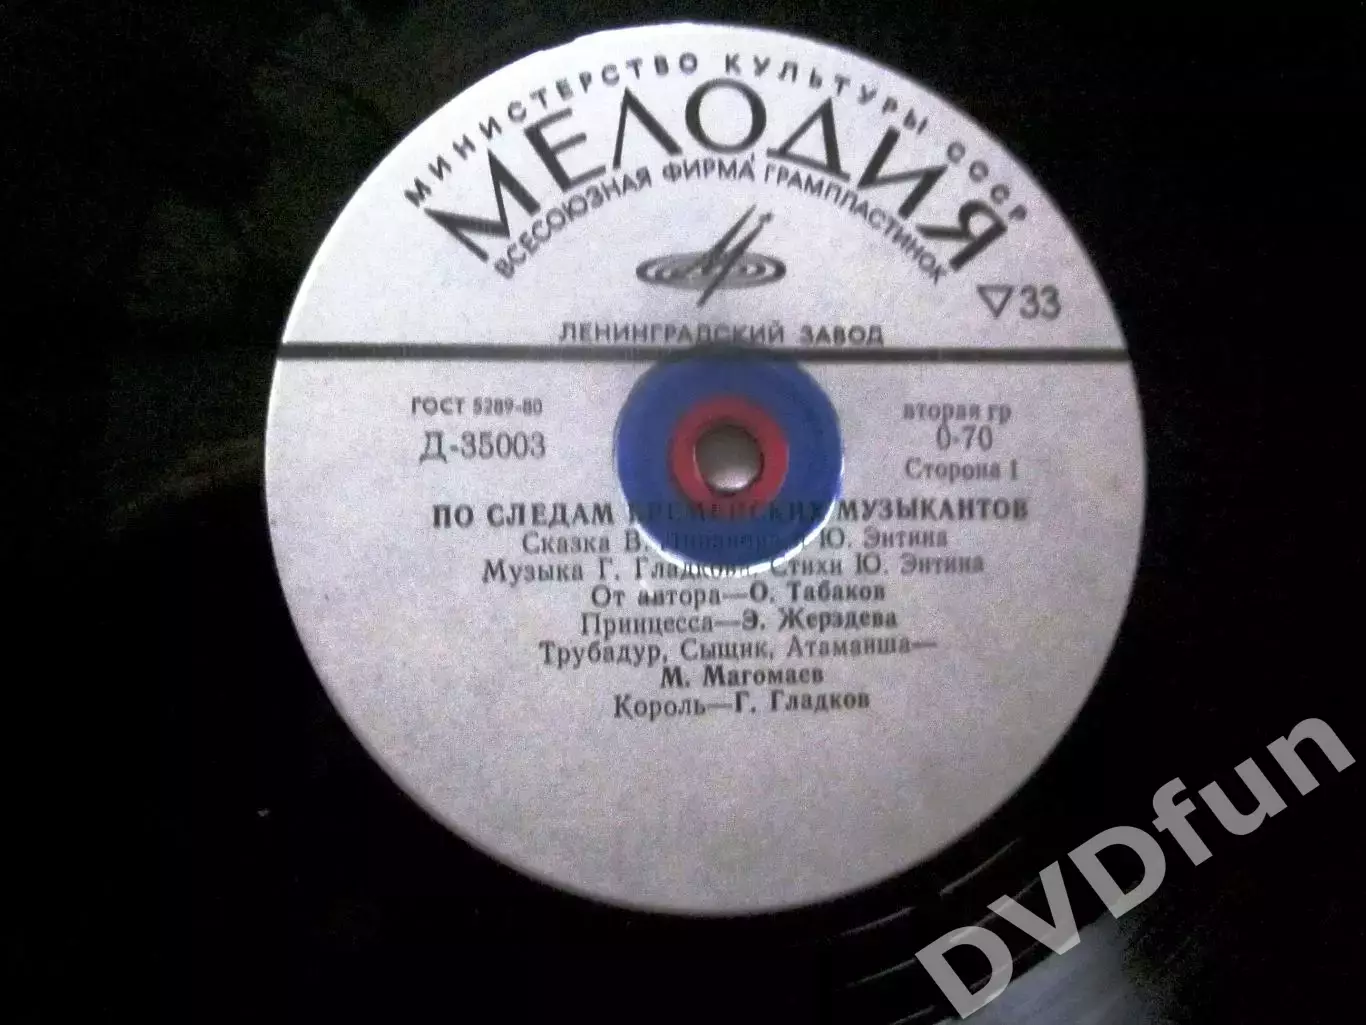 МИНИСТЕРСТВО КУЛЬТУРЫ СССР
МЕЛОДИЯ
ВСЕСОЮЗНАЯ ФИРМА ГРАМПЛАСТИНОК
▽33
ЛЕНИНГРАДСКИЙ ЗАВОД
ГОСТ 5289-80
вторая гр
Д-35003
0-70
Сторона 1
ПО СЛЕДАМ БРЕМЕНСКИХ МУЗЫКАНТОВ
Сказка В. Ливанова, Ю. Энтина
Музыка Г. Гладкова, Стихи Ю. Энтина
От автора—О. Табаков
Принцесса—Э. Жерздева
Трубадур, Сыщик, Атаманша—
М. Магомаев
Король—Г. Гладков
DVDfun